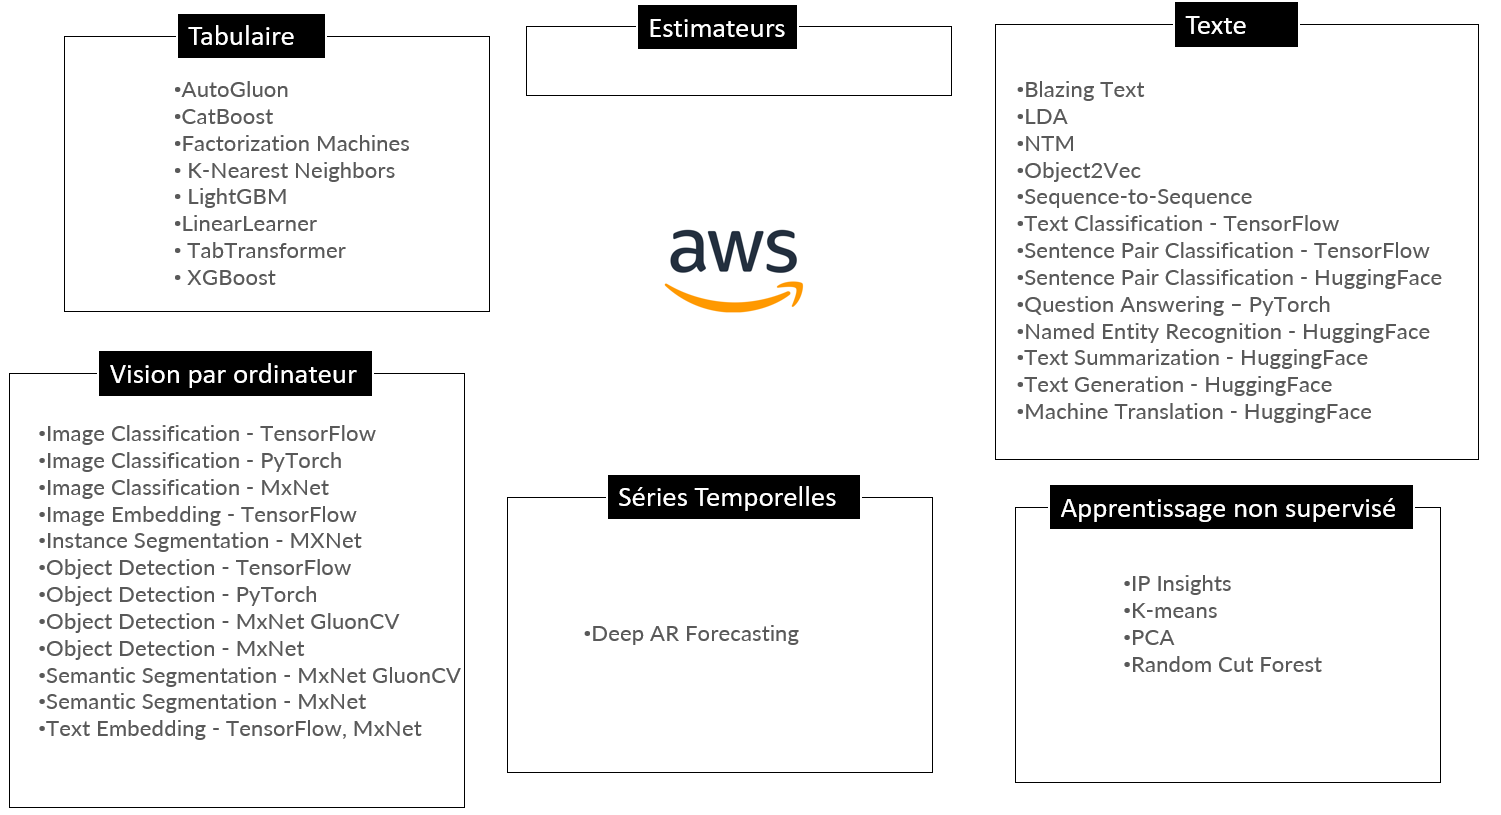 Tabulaire
•AutoGluon
•CatBoost
•Factorization Machines
• K-Nearest Neighbors
• LightGBM
•LinearLearner
• TabTransformer
• XGBoost
Estimateurs
aws
Texte
•Blazing Text
•LDA
•NTM
•Object2Vec
•Sequence-to-Sequence
•Text Classification - TensorFlow
•Sentence Pair Classification - TensorFlow
•Sentence Pair Classification - HuggingFace
•Question Answering – PyTorch
•Named Entity Recognition - HuggingFace
•Text Summarization - HuggingFace
•Text Generation - HuggingFace
•Machine Translation - HuggingFace
Vision par ordinateur
•Image Classification - TensorFlow
•Image Classification - PyTorch
•Image Classification - MxNet
•Image Embedding - TensorFlow
•Instance Segmentation - MXNet
•Object Detection - TensorFlow
•Object Detection - PyTorch
•Object Detection - MxNet GluonCV
•Object Detection - MxNet
•Semantic Segmentation - MxNet GluonCV
•Semantic Segmentation - MxNet
•Text Embedding - TensorFlow, MxNet
Séries Temporelles
•Deep AR Forecasting
Apprentissage non supervisé
•IP Insights
•K-means
•PCA
•Random Cut Forest